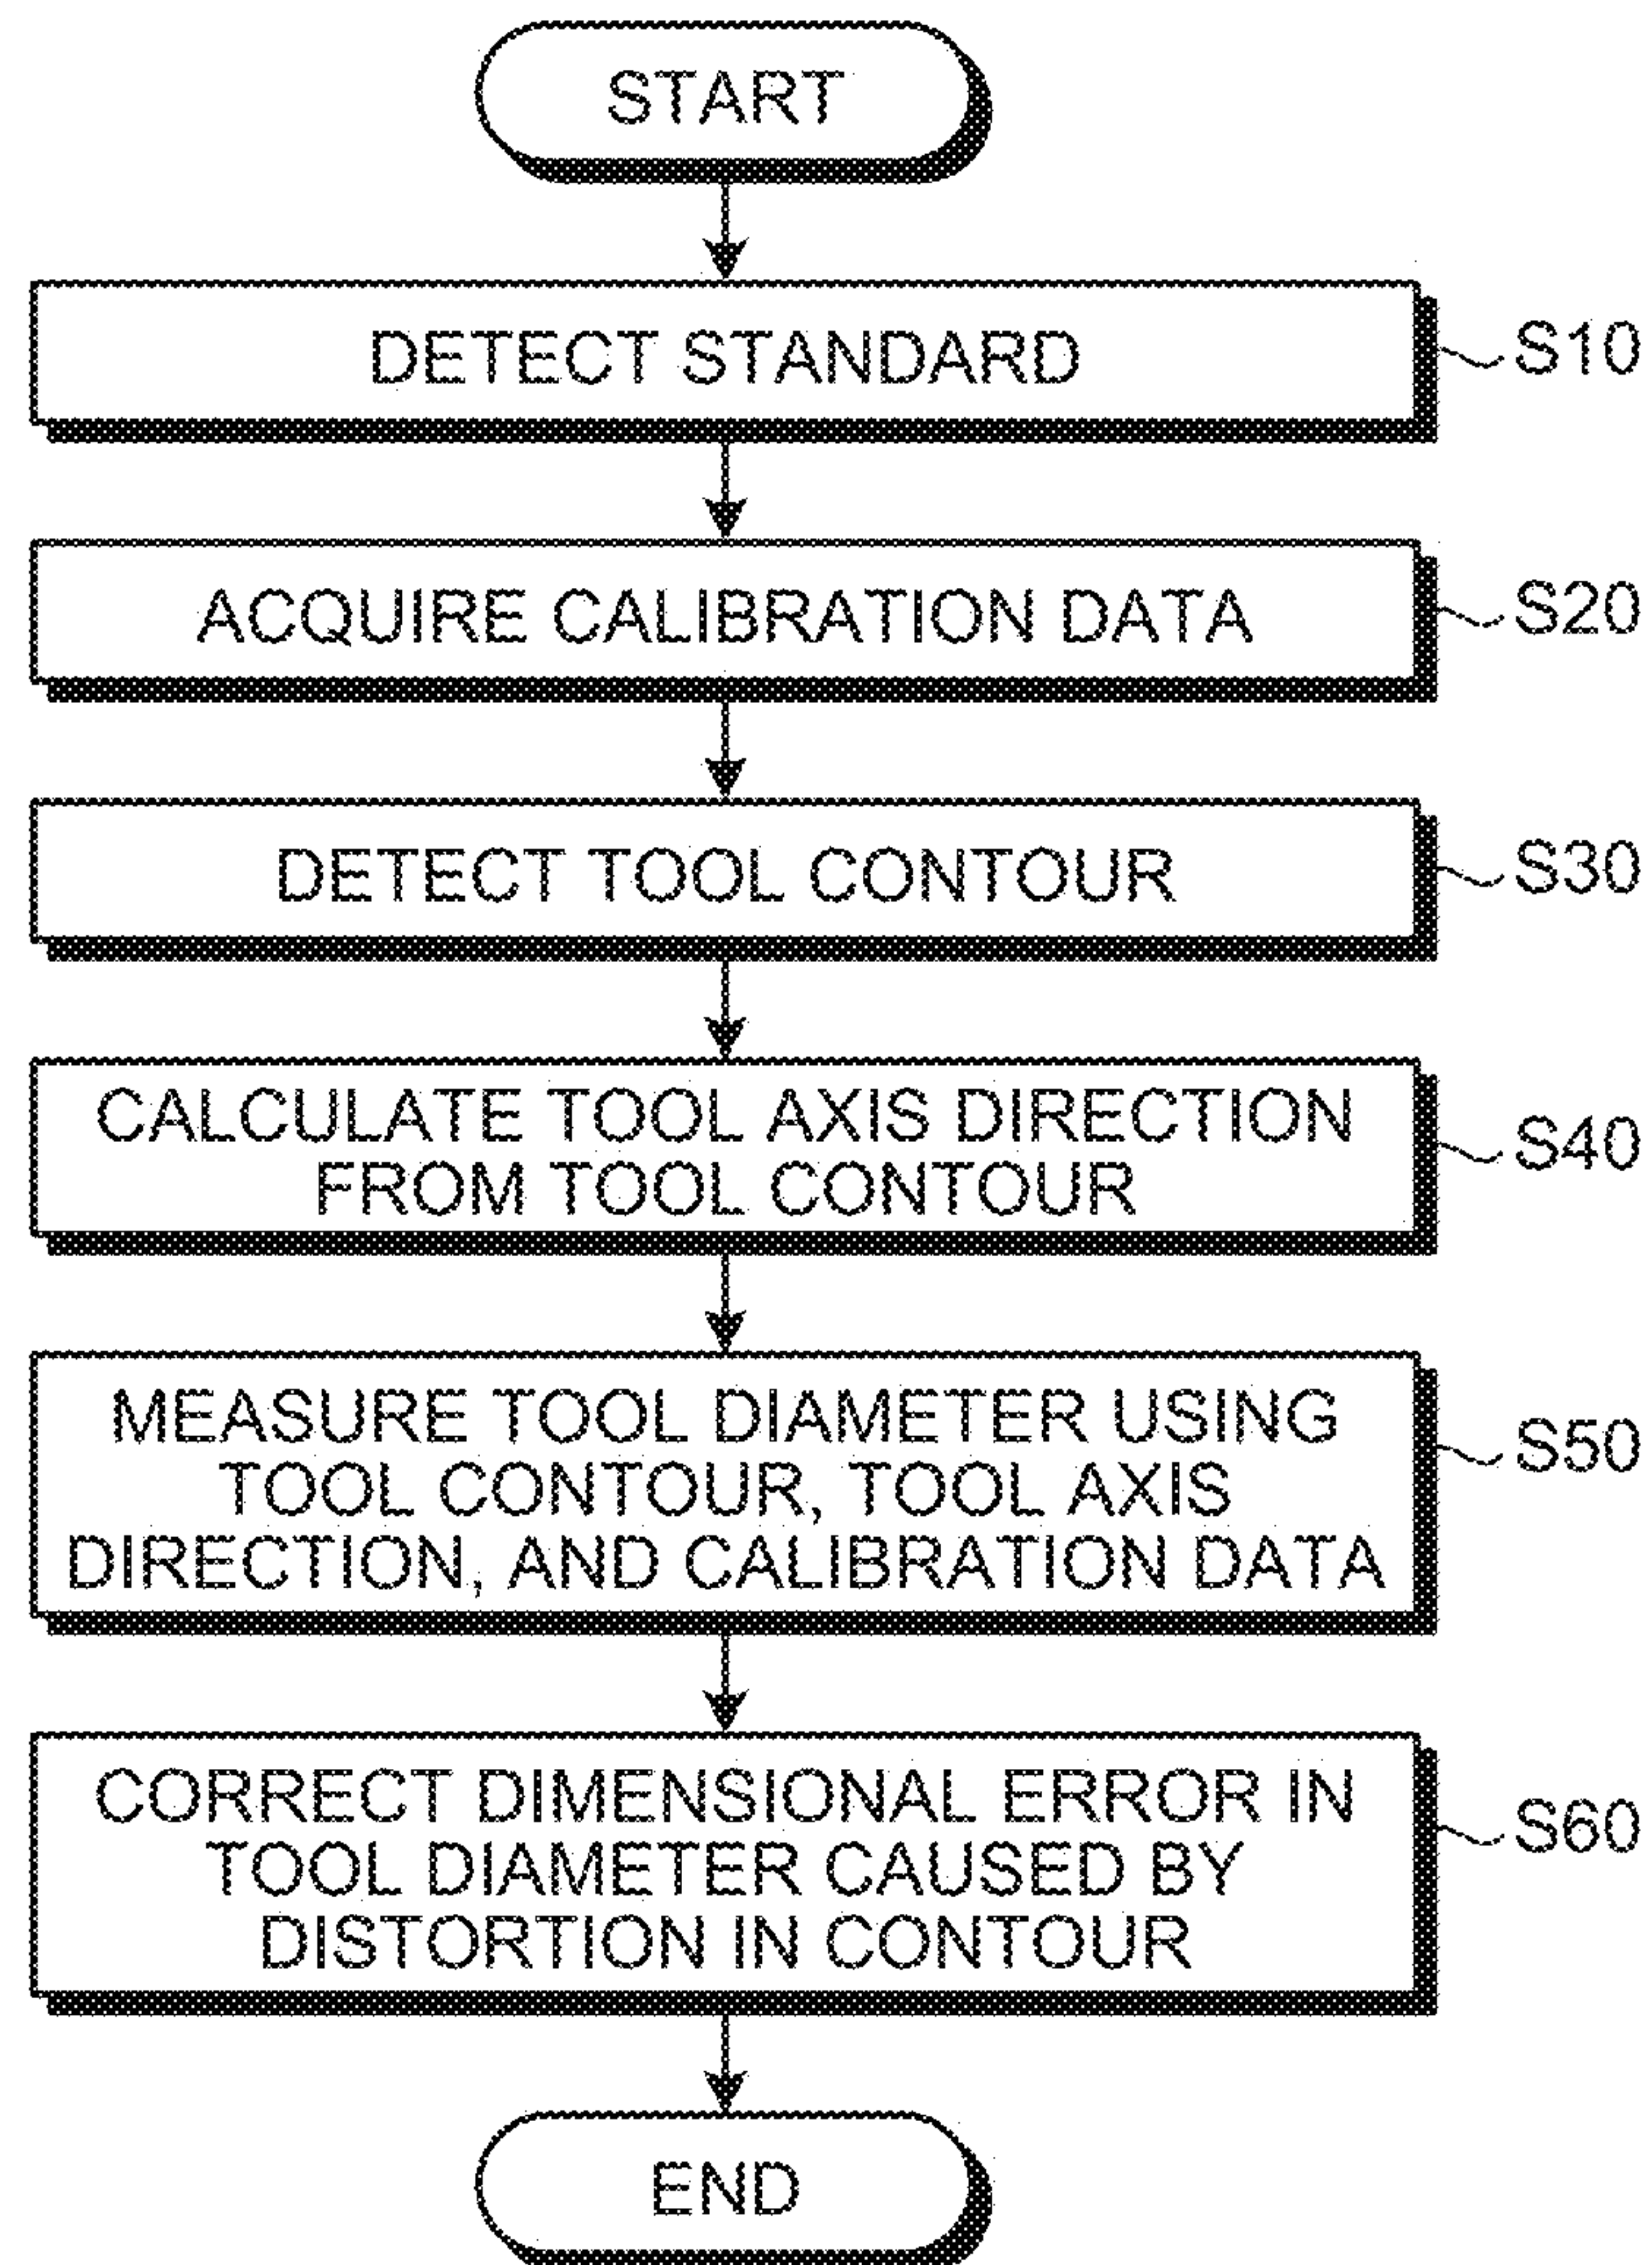 START
DETECT STANDARD
S10
ACQUIRE CALIBRATION DATA
S20
DETECT TOOL CONTOUR
S30
CALCULATE TOOL AXIS DIRECTION
FROM TOOL CONTOUR
S40
MEASURE TOOL DIAMETER USING
TOOL CONTOUR, TOOL AXIS
DIRECTION, AND CALIBRATION DATA
S50
CORRECT DIMENSIONAL ERROR IN
TOOL DIAMETER CAUSED BY
DISTORTION IN CONTOUR
S60
END